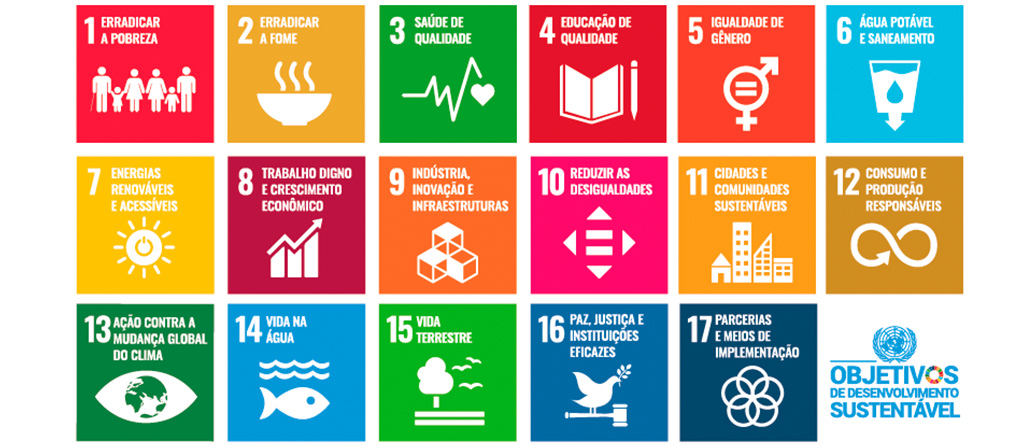 1 ERRADICAR
A POBREZA
2 ERRADICAR
A FOME
3 SAÚDE DE
QUALIDADE
4 EDUCAÇÃO DE
QUALIDADE
5 IGUALDADE DE
GÉNERO
6 ÁGUA POTÁVEL
E SANEAMENTO
7 ENERGIAS
RENOVÁVEIS
E ACESSÍVEIS
8 TRABALHO DIGNO
E CRESCIMENTO
ECONÓMICO
9 INDÚSTRIA,
INOVAÇÃO E
INFRAESTRUTURAS
10 REDUZIR AS
DESIGUALDADES
11 CIDADES E
COMUNIDADES
SUSTENTÁVEIS
12 CONSUMO E
PRODUÇÃO
RESPONSÁVEIS
13 AÇÃO CONTRA A
MUDANÇA GLOBAL
DO CLIMA
14 VIDA NA
ÁGUA
15 VIDA
TERRESTRE
16 PAZ, JUSTIÇA E
INSTITUIÇÕES
EFICAZES
17 PARCERIAS
E MEIOS DE
IMPLEMENTAÇÃO
OBJETIVOS
DE DESENVOLVIMENTO
SUSTENTÁVEL